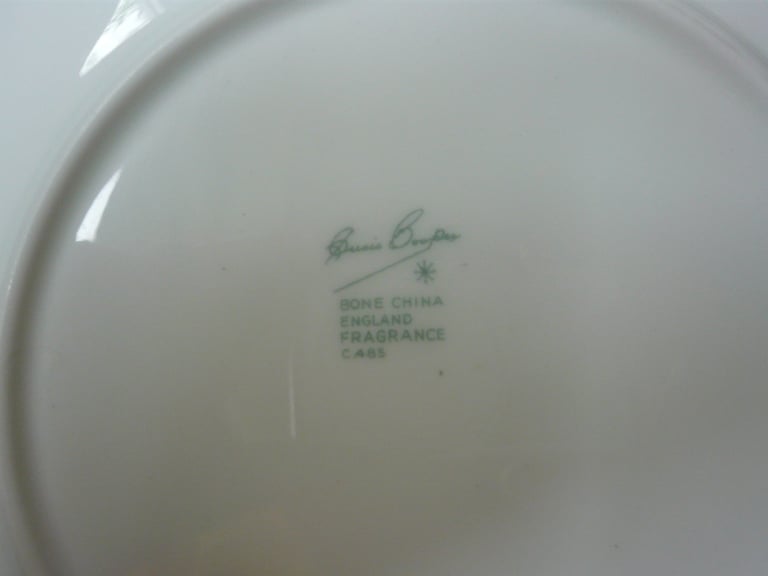 Susie Cooper
BONE CHINA
ENGLAND
FRAGRANCE
C.485